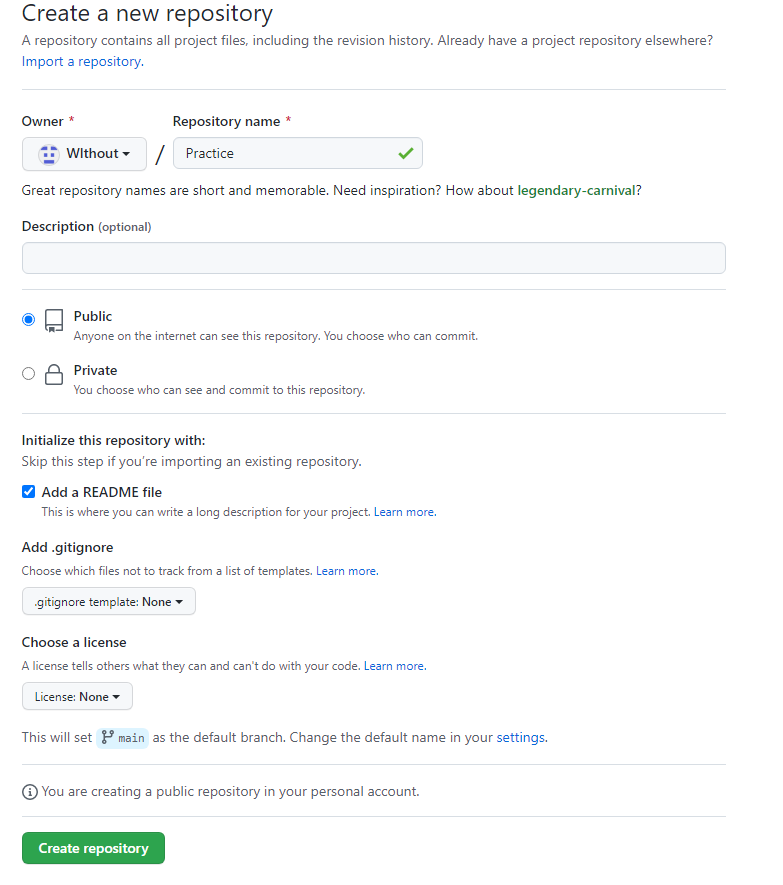 Create a new repository
A repository contains all project files, including the revision history. Already have a project repository elsewhere?
Import a repository.
Owner *
Repository name *
WIthout
/
Practice
Great repository names are short and memorable. Need inspiration? How about legendary-carnival?
Description (optional)
Public
Anyone on the internet can see this repository. You choose who can commit.
Private
You choose who can see and commit to this repository.
Initialize this repository with:
Skip this step if you're importing an existing repository.
Add a README file
This is where you can write a long description for your project. Learn more.
Add .gitignore
Choose which files not to track from a list of templates. Learn more.
.gitignore template: None
Choose a license
A license tells others what they can and can't do with your code. Learn more.
License: None
This will set main as the default branch. Change the default name in your settings.
You are creating a public repository in your personal account.
Create repository